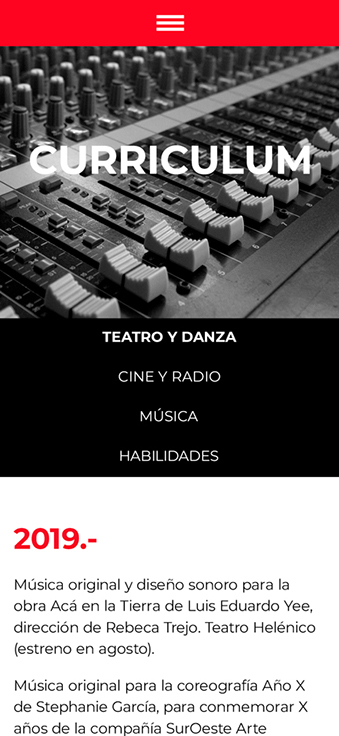 CURRICULUM
TEATRO Y DANZA
CINE Y RADIO
MÚSICA
HABILIDADES
2019.-
Música original y diseño sonoro para la
obra Acá en la Tierra de Luis Eduardo Yee,
dirección de Rebeca Trejo. Teatro Helénico
(estreno en agosto).
Música original para la coreografía Año X
de Stephanie García, para conmemorar X
años de la compañía SurOeste Arte